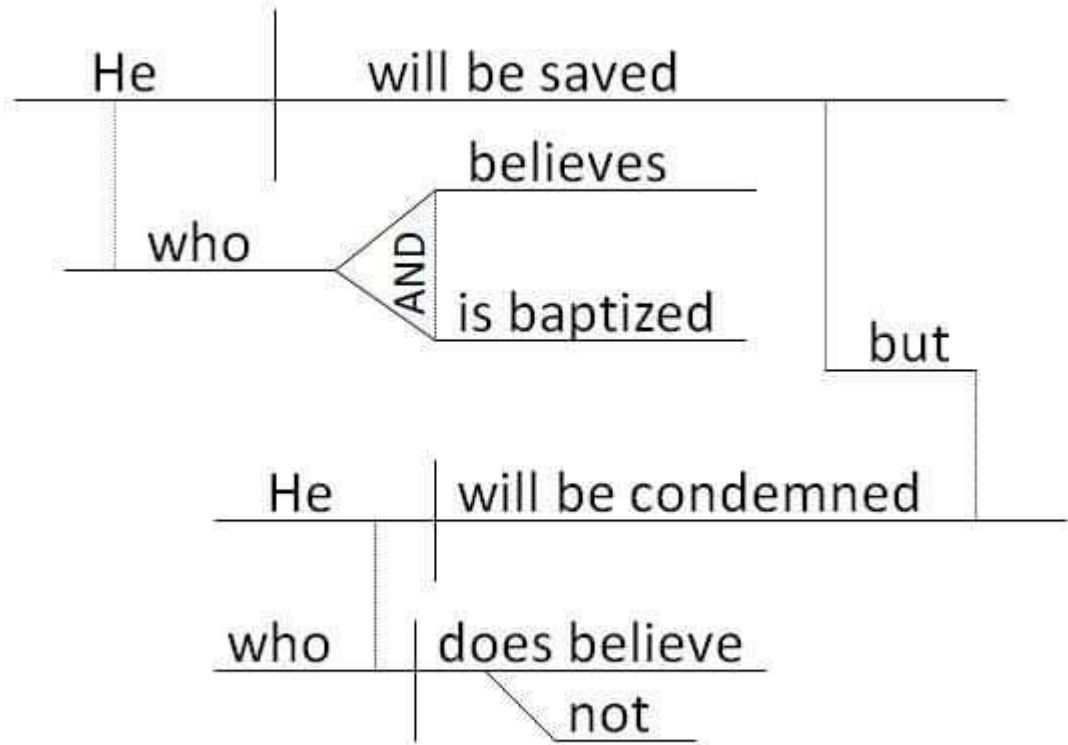 He will be saved
believes
who
AND
is baptized
but
He will be condemned
who does believe
not